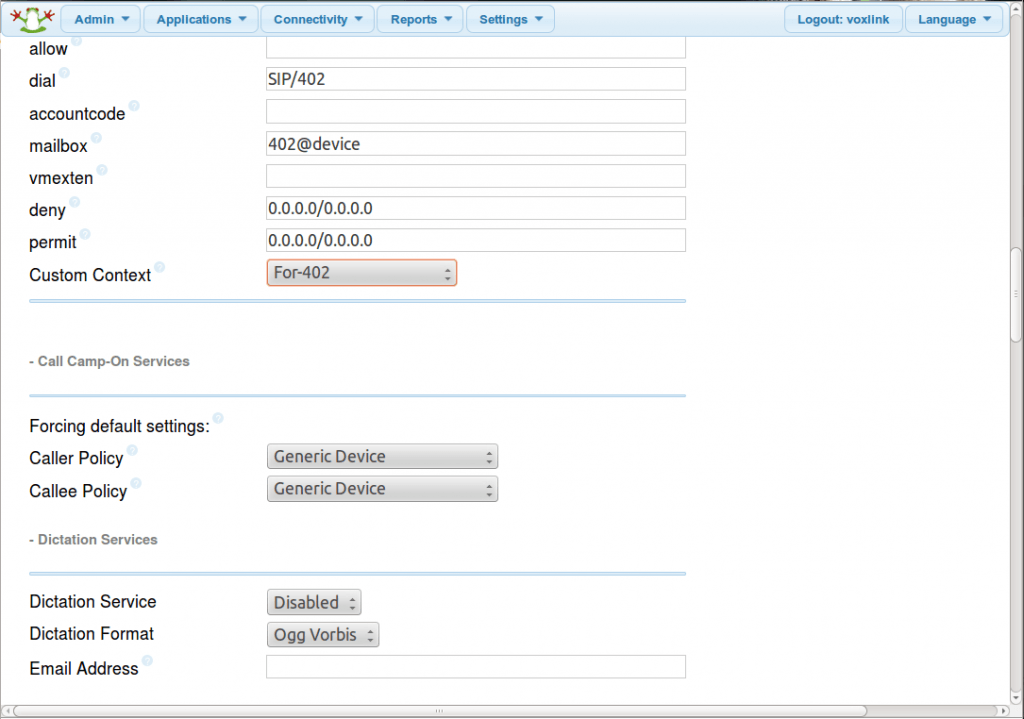 Admin Applications Connectivity Reports Settings Logout: voxlink Language
allow
dial SIP/402
accountcode
mailbox 402@device
vmexten
deny 0.0.0.0/0.0.0.0
permit 0.0.0.0/0.0.0.0
Custom Context For-402
- Call Camp-On Services
Forcing default settings:
Caller Policy Generic Device
Callee Policy Generic Device
- Dictation Services
Dictation Service Disabled
Dictation Format Ogg Vorbis
Email Address